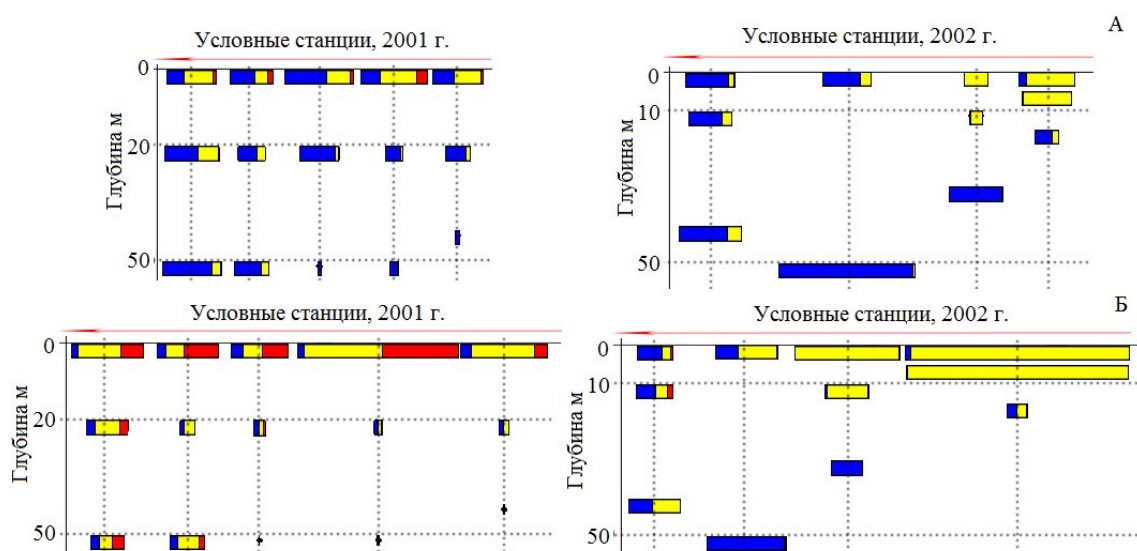 А
Условные станции, 2001 г.
Условные станции, 2002 г.
0
20
50
Глубина м
0
10
50
Глубина м
Б
Условные станции, 2001 г.
Условные станции, 2002 г.
0
20
50
Глубина м
0
10
50
Глубина м